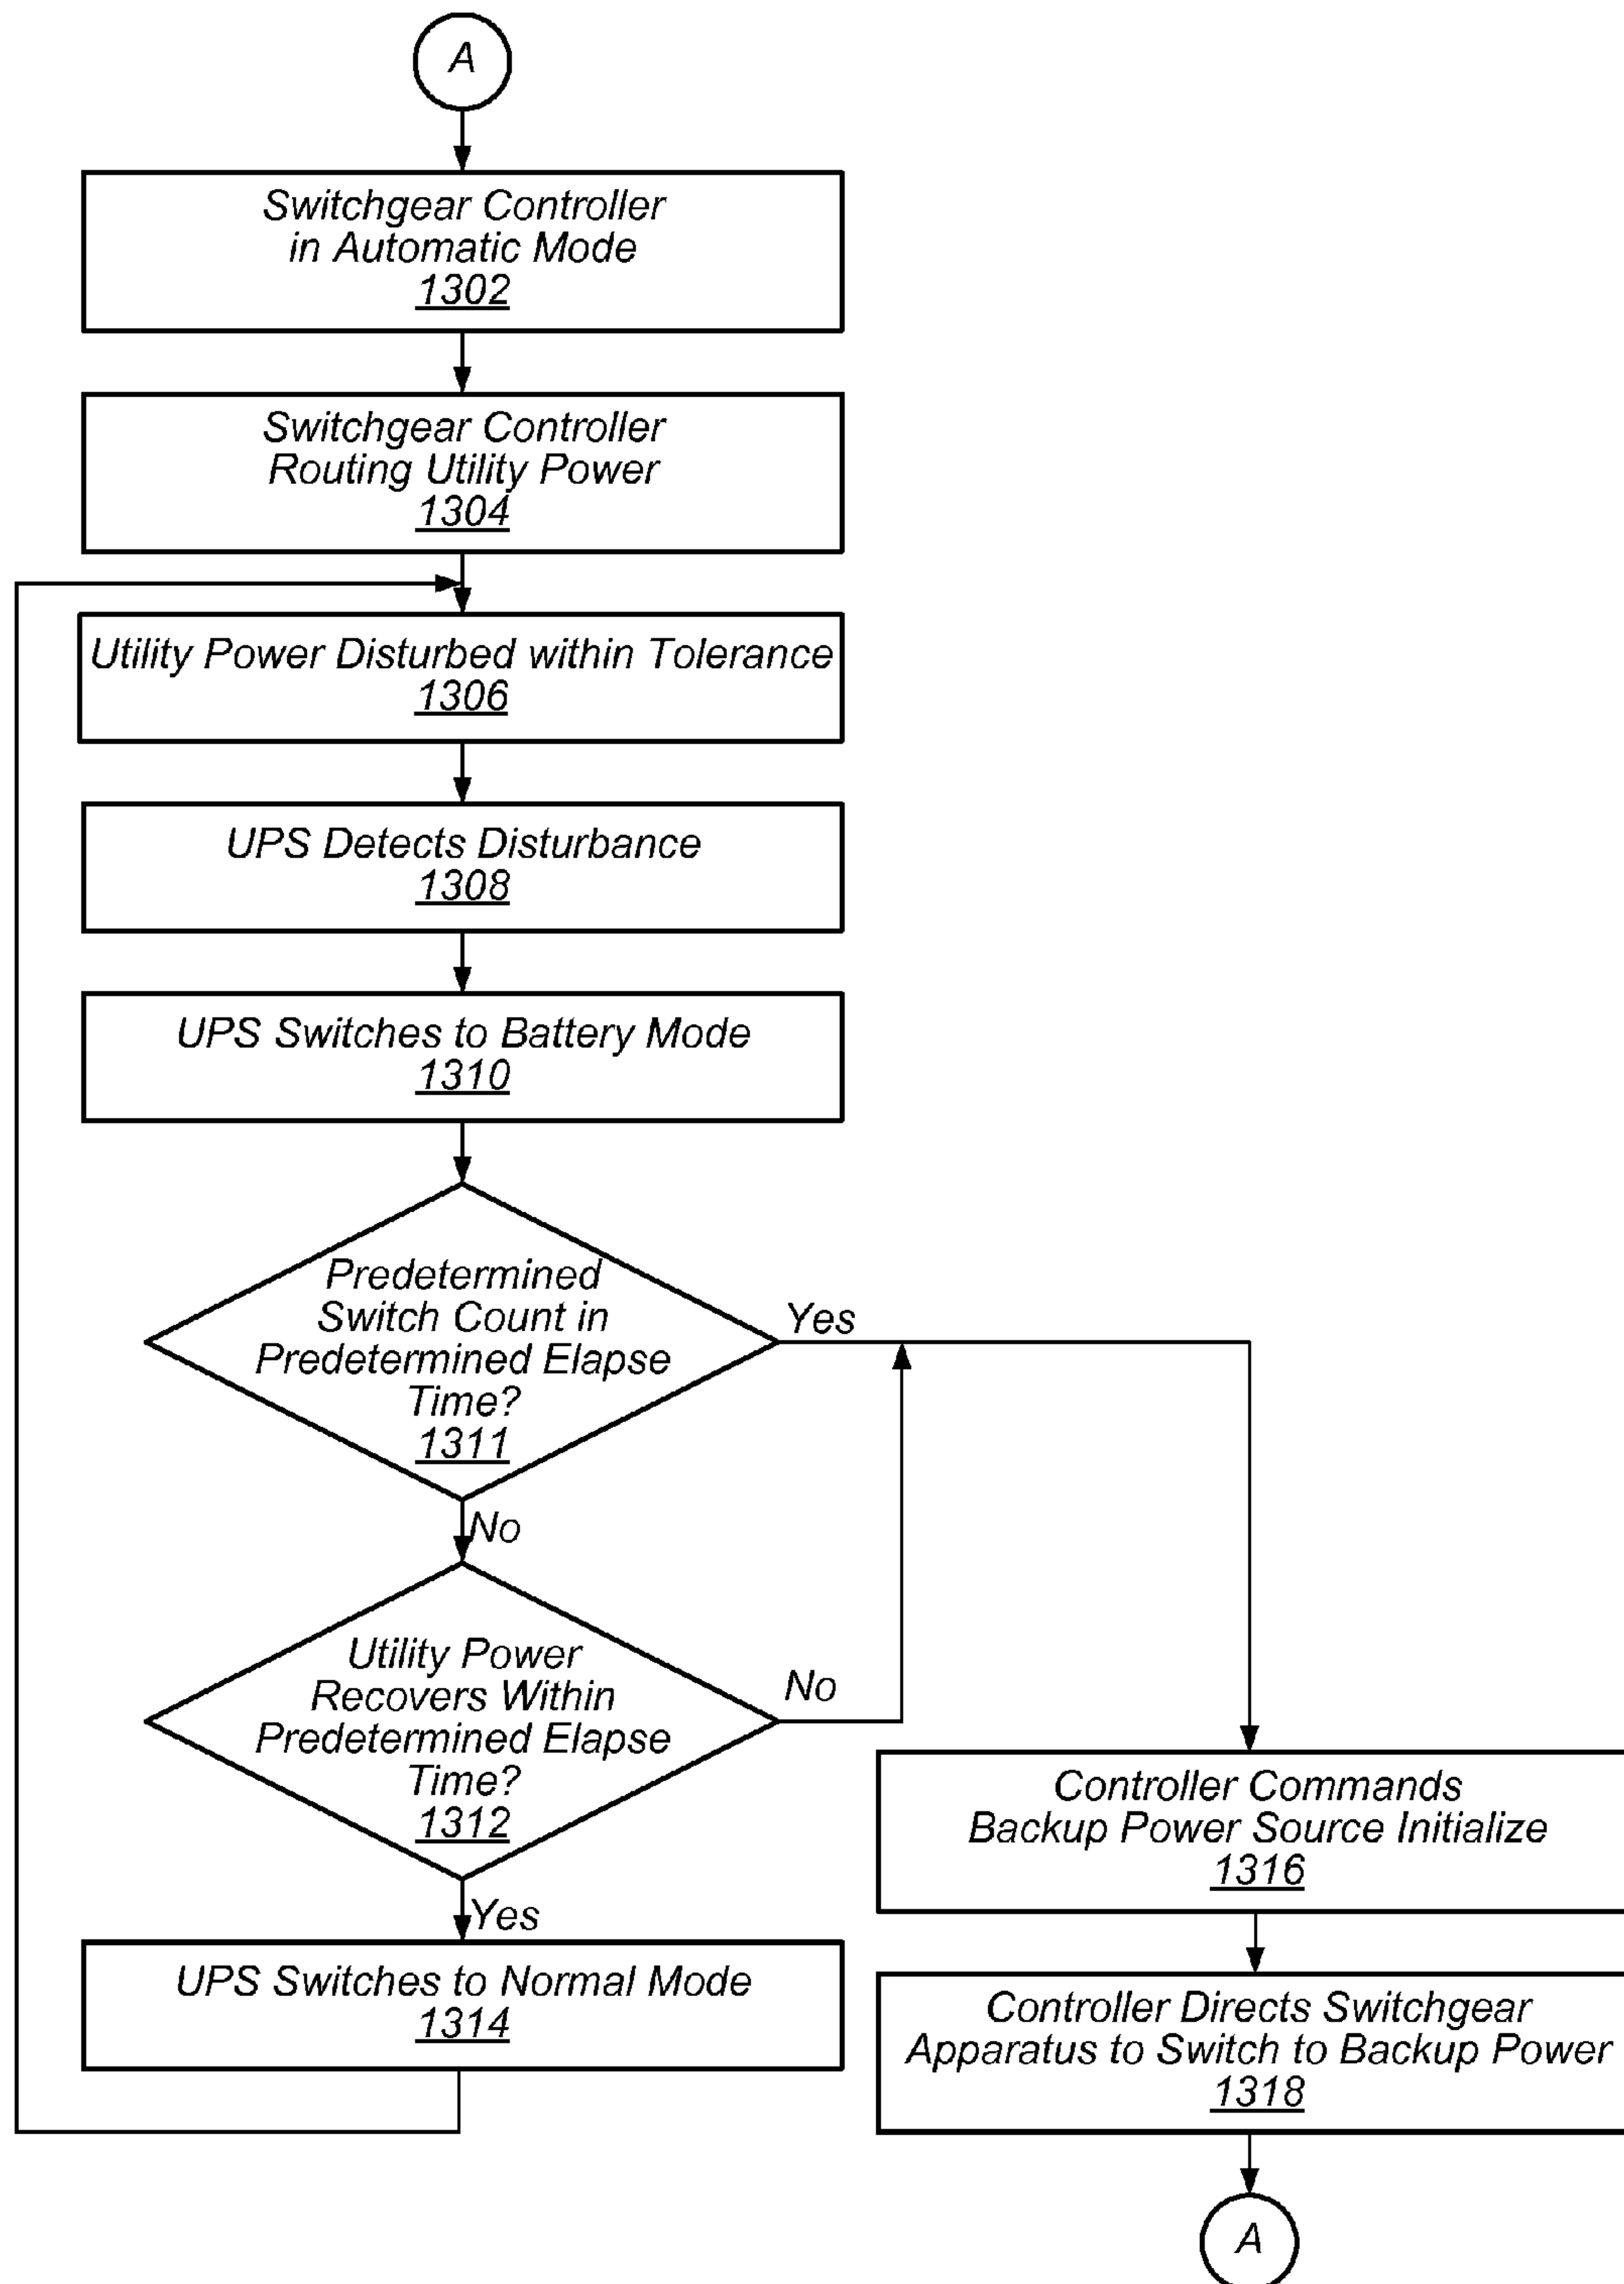 A
Switchgear Controller
in Automatic Mode
1302
Switchgear Controller
Routing Utility Power
1304
Utility Power Disturbed within Tolerance
1306
UPS Detects Disturbance
1308
UPS Switches to Battery Mode
1310
Predetermined
Switch Count in
Predetermined Elapse
Time?
1311
Yes
No
Utility Power
Recovers Within
Predetermined Elapse
Time?
1312
No
Yes
UPS Switches to Normal Mode
1314
Controller Commands
Backup Power Source Initialize
1316
Controller Directs Switchgear
Apparatus to Switch to Backup Power
1318
A